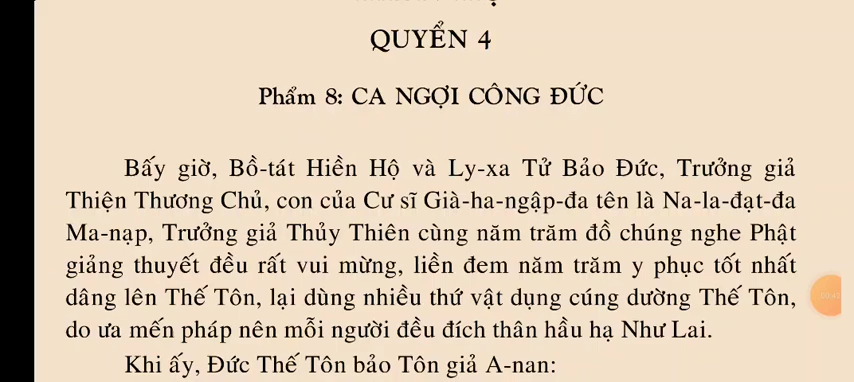 QUYỂN 4
Phẩm 8: CA NGỢI CÔNG ĐỨC
Bấy giờ, Bồ-tát Hiền Hộ và Ly-xa Tử Bảo Đức, Trưởng giả
Thiện Thương Chủ, con của Cư sĩ Già-ha-ngập-đa tên là Na-la-đạt-đa
Ma-nạp, Trưởng giả Thủy Thiên cùng năm trăm đồ chúng nghe Phật
giảng thuyết đều rất vui mừng, liền đem năm trăm y phục tốt nhất
dâng lên Thế Tôn, lại dùng nhiều thứ vật dụng cúng dường Thế Tôn,
do ưa mến pháp nên mỗi người đều đích thân hầu hạ Như Lai.
Khi ấy, Đức Thế Tôn bảo Tôn giả A-nan: